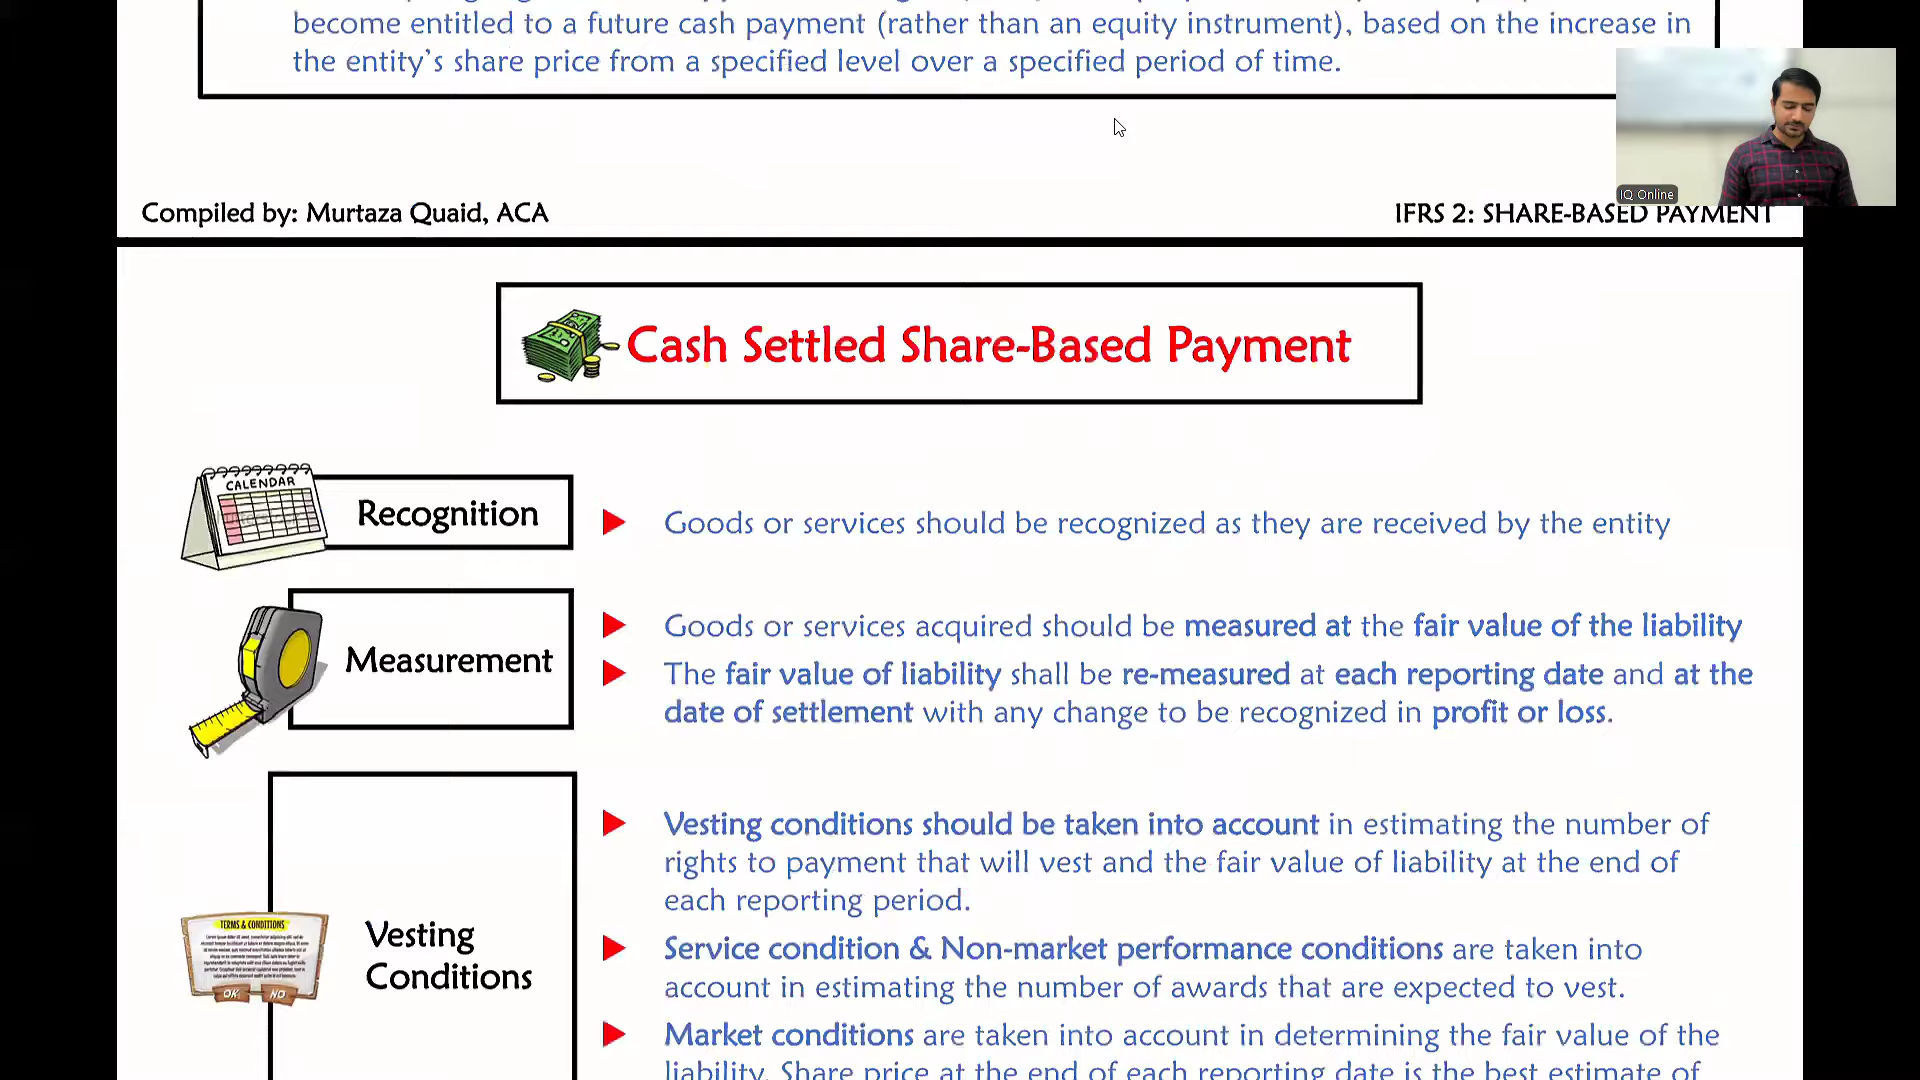 become entitled to a future cash payment (rather than an equity instrument), based on the increase in
the entity's share price from a specified level over a specified period of time.
IQ Online
Compiled by: Murtaza Quaid, ACA
IFRS 2: SHARE-BASED PAYMENT
Cash Settled Share-Based Payment
CALENDAR
Recognition
Goods or services should be recognized as they are received by the entity
Measurement
Goods or services acquired should be measured at the fair value of the liability
The fair value of liability shall be re-measured at each reporting date and at the
date of settlement with any change to be recognized in profit or loss.
Vesting conditions should be taken into account in estimating the number of
rights to payment that will vest and the fair value of liability at the end of
each reporting period.
TERMS & CONDITIONS
OK NO
Vesting
Conditions
Service condition & Non-market performance conditions are taken into
account in estimating the number of awards that are expected to vest.
Market conditions are taken into account in determining the fair value of the
liability. Share price at the end of each reporting date is the best estimate of